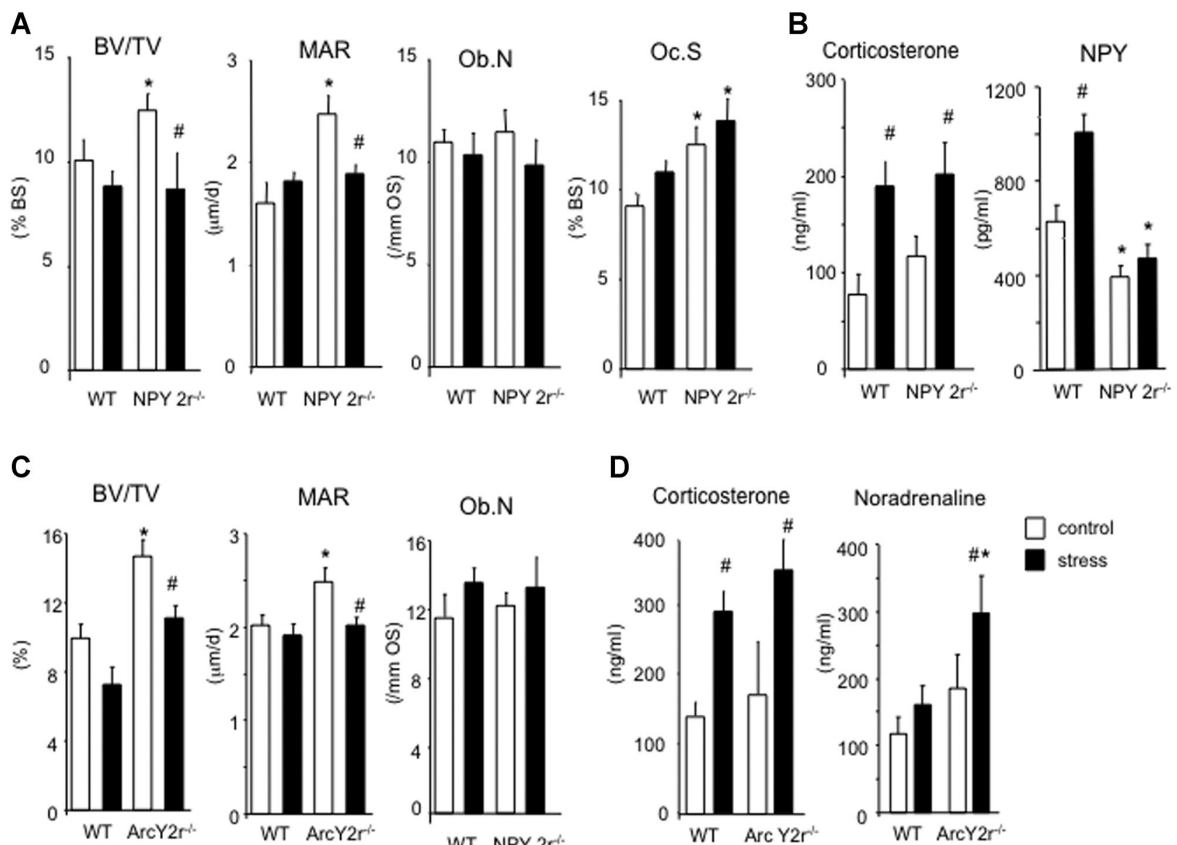 A
BV/TV
15
10
5
0
(% BS)
WT NPY 2r-/-
*
#
MAR
3
2
1
0
(μm/d)
WT NPY 2r-/-
*
#
Ob.N
15
10
5
0
(/mm OS)
WT NPY 2r-/-
Oc.S
15
10
5
0
(% BS)
WT NPY 2r-/-
*
*
B
Corticosterone
300
200
100
0
(ng/ml)
WT NPY2r-/-
#
#
NPY
1200
800
400
0
(pg/ml)
WT NPY 2r-/-
#
*
*
C
BV/TV
16
12
8
4
0
(%)
WT ArcY2r-/-
*
#
MAR
3
2
1
0
(μm/d)
WT ArcY2r-/-
*
#
Ob.N
16
12
8
4
0
(/mm OS)
WT NPY 2r-/-
D
Corticosterone
400
300
200
100
0
(ng/ml)
WT Arc Y2r-/-
#
#
Noradrenaline
400
300
200
100
0
(ng/ml)
WT ArcY2r-/-
#*
control
stress